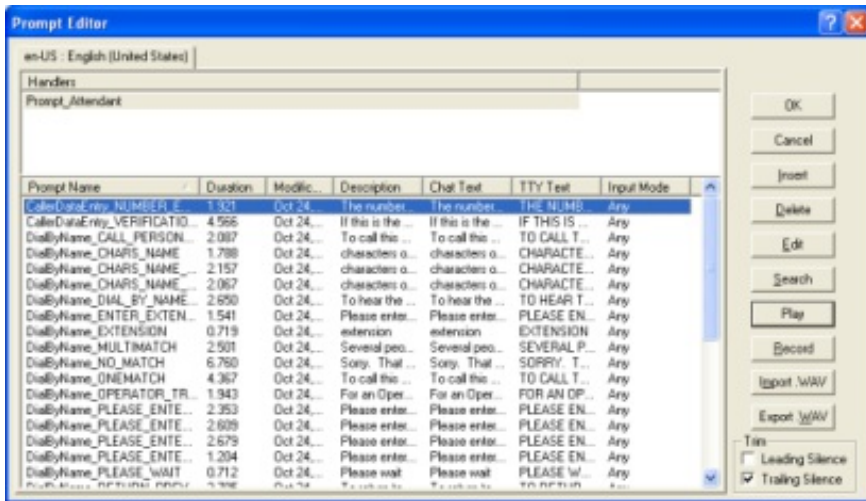 Prompt Editor
en-US : English (United States)
Handlers
Prompt_Attendant
OK
Cancel
Insert
Delete
Edit
Search
Play
Record
Import .WAV
Export .WAV
Trim
Leading Silence
Trailing Silence
Prompt Name Duration Modific... Description Chat Text TTY Text Input Mode
CallerDataEntry_NUMBER_E... 1.921 Oct 24,... The number... The number... THE NUMB... Any
CallerDataEntry_VERIFICATIO... 4.566 Oct 24,... If this is the ... If this is the ... IF THIS IS ... Any
DialByName_CALL_PERSON... 2.087 Oct 24,... To call this ... To call this ... TO CALL T... Any
DialByName_CHARS_NAME 1.788 Oct 24,... characters o... characters o... CHARACTE... Any
DialByName_CHARS_NAME_... 2.157 Oct 24,... characters o... characters o... CHARACTE... Any
DialByName_CHARS_NAME_... 2.067 Oct 24,... characters o... characters o... CHARACTE... Any
DialByName_DIAL_BY_NAME... 2.650 Oct 24,... To hear the ... To hear the ... TO HEAR T... Any
DialByName_ENTER_EXTEN... 1.541 Oct 24,... Please enter... Please enter... PLEASE EN... Any
DialByName_EXTENSION 0.719 Oct 24,... extension extension EXTENSION Any
DialByName_MULTIMATCH 2.501 Oct 24,... Several peo... Several peo... SEVERAL P... Any
DialByName_NO_MATCH 6.760 Oct 24,... Sorry. That ... Sorry. That ... SORRY. T... Any
DialByName_ONEMATCH 4.367 Oct 24,... To call this ... To call this ... TO CALL T... Any
DialByName_OPERATOR_TR... 1.943 Oct 24,... For an Oper... For an Oper... FOR AN OP... Any
DialByName_PLEASE_ENTE... 2.353 Oct 24,... Please enter... Please enter... PLEASE EN... Any
DialByName_PLEASE_ENTE... 2.609 Oct 24,... Please enter... Please enter... PLEASE EN... Any
DialByName_PLEASE_ENTE... 2.679 Oct 24,... Please enter... Please enter... PLEASE EN... Any
DialByName_PLEASE_ENTE... 1.204 Oct 24,... Please enter... Please enter... PLEASE EN... Any
DialByName_PLEASE_WAIT 0.712 Oct 24,... Please wait Please wait PLEASE W... Any